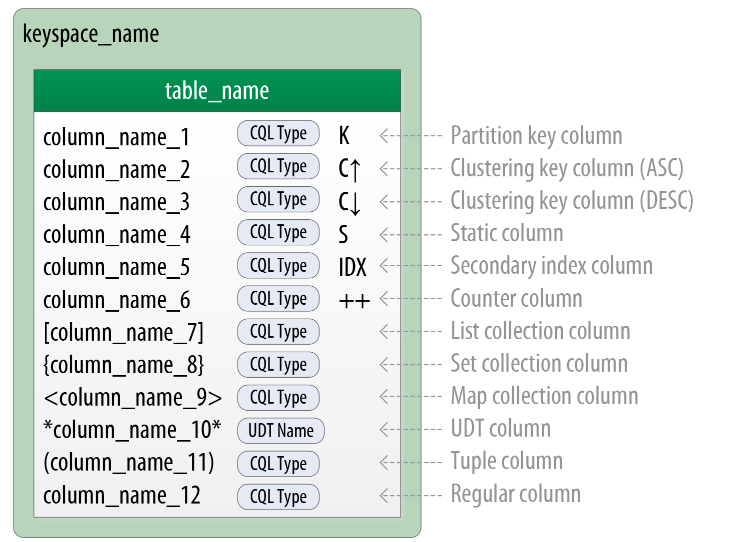 keyspace_name
table_name
column_name_1 CQL Type K Partition key column
column_name_2 CQL Type C↑ Clustering key column (ASC)
column_name_3 CQL Type C↓ Clustering key column (DESC)
column_name_4 CQL Type S Static column
column_name_5 CQL Type IDX Secondary index column
column_name_6 CQL Type ++ Counter column
[column_name_7] CQL Type List collection column
{column_name_8} CQL Type Set collection column
<column_name_9> CQL Type Map collection column
*column_name_10* UDT Name UDT column
(column_name_11) CQL Type Tuple column
column_name_12 CQL Type Regular column